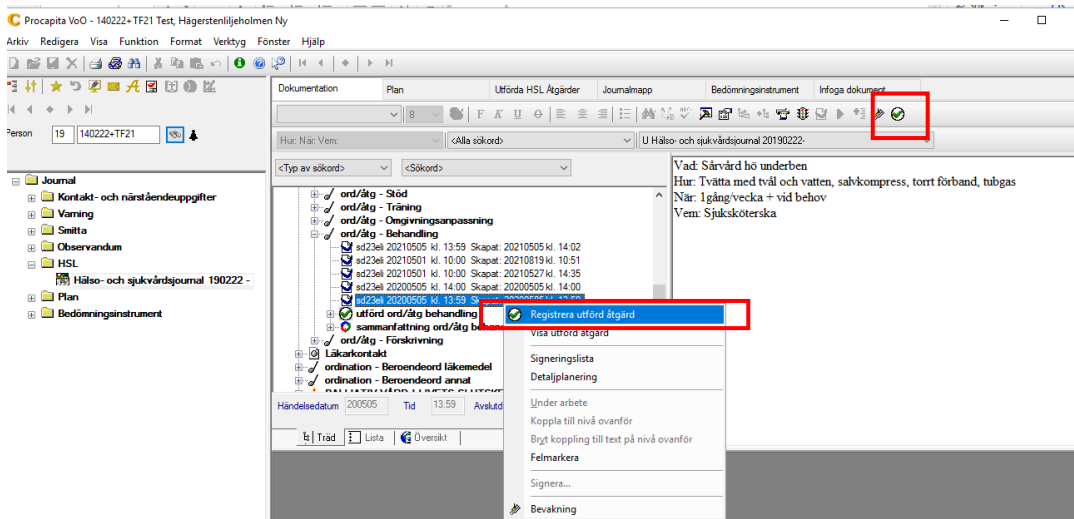 Procapita VoO - 140222+TF21 Test, Hägerstenliljeholmen Ny
Arkiv Redigera Visa Funktion Format Verktyg Fönster Hjälp
Person 19 140222+TF21
Journal
Kontakt- och närståendeuppgifter
Varning
Smitta
Observandum
HSL
Hälso- och sjukvårdsjournal 190222 -
Plan
Bedömningsinstrument
Dokumentation Plan Utförda HSL Åtgärder Journalmapp Bedömningsinstrument Infoga dokument
8 F K U
Hur: När: Vem: <Alla sökord> U Hälso- och sjukvårdsjournal 20190222-
<Typ av sökord> <Sökord>
ord/åtg - Stöd
ord/åtg - Träning
ord/åtg - Omgivningsanpassning
ord/åtg - Behandling
sd23eli 20210505 kl. 13:59 Skapat: 20210505 kl. 14:02
sd23eli 20210501 kl. 10:00 Skapat: 20210819 kl. 10:51
sd23eli 20210501 kl. 10:00 Skapat: 20210527 kl. 14:35
sd23eli 20200505 kl. 14:00 Skapat: 20200505 kl. 14:00
sd23eli 20200505 kl. 13:59 Skapat: 20200505 kl. 13:59
utförd ord/åtg behandling
sammanfattning ord/åtg
ord/åtg - Förskrivning
Läkarkontakt
ordination - Beroendeord läkemedel
ordination - Beroendeord annat
Händelsedatum 200505 Tid 13.59
Träd Lista Översikt
Vad: Sårvård hö underben
Hur: Tvätta med tvål och vatten, salvkompress, torrt förband, tubgas
När: 1gång/vecka + vid behov
Vem: Sjuksköterska
Registrera utförd åtgärd
Visa utförd åtgärd
Signeringslista
Detaljplanering
Under arbete
Koppla till nivå ovanför
Bryt koppling till text på nivå ovanför
Felmarkera
Signera...
Bevakning